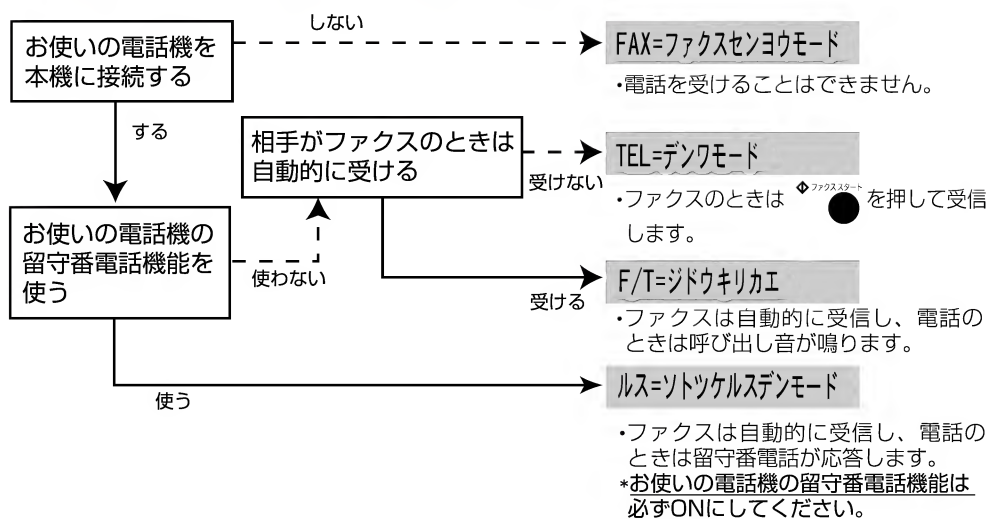 お使いの電話機を
本機に接続する
しない
FAX=ファクスセンヨウモード
・電話を受けることはできません。
する
相手がファクスのときは
自動的に受ける
受けない
TEL=デンワモード
・ファクスのときは ファクススタート を押して受信
します。
お使いの電話機の
留守番電話機能を
使う
使わない
受ける
F/T=ジドウキリカエ
・ファクスは自動的に受信し、電話の
ときは呼び出し音が鳴ります。
使う
ルス=ソトツケルスデンモード
・ファクスは自動的に受信し、電話の
ときは留守番電話が応答します。
*お使いの電話機の留守番電話機能は
必ずONにしてください。